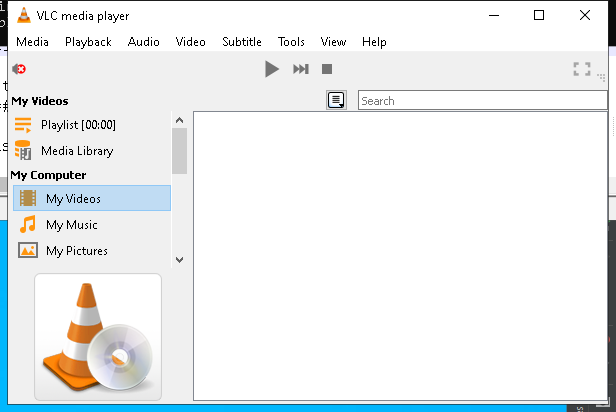 VLC media player
Media Playback Audio Video Subtitle Tools View Help
My Videos
Search
Playlist [00:00]
Media Library
My Computer
My Videos
My Music
My Pictures